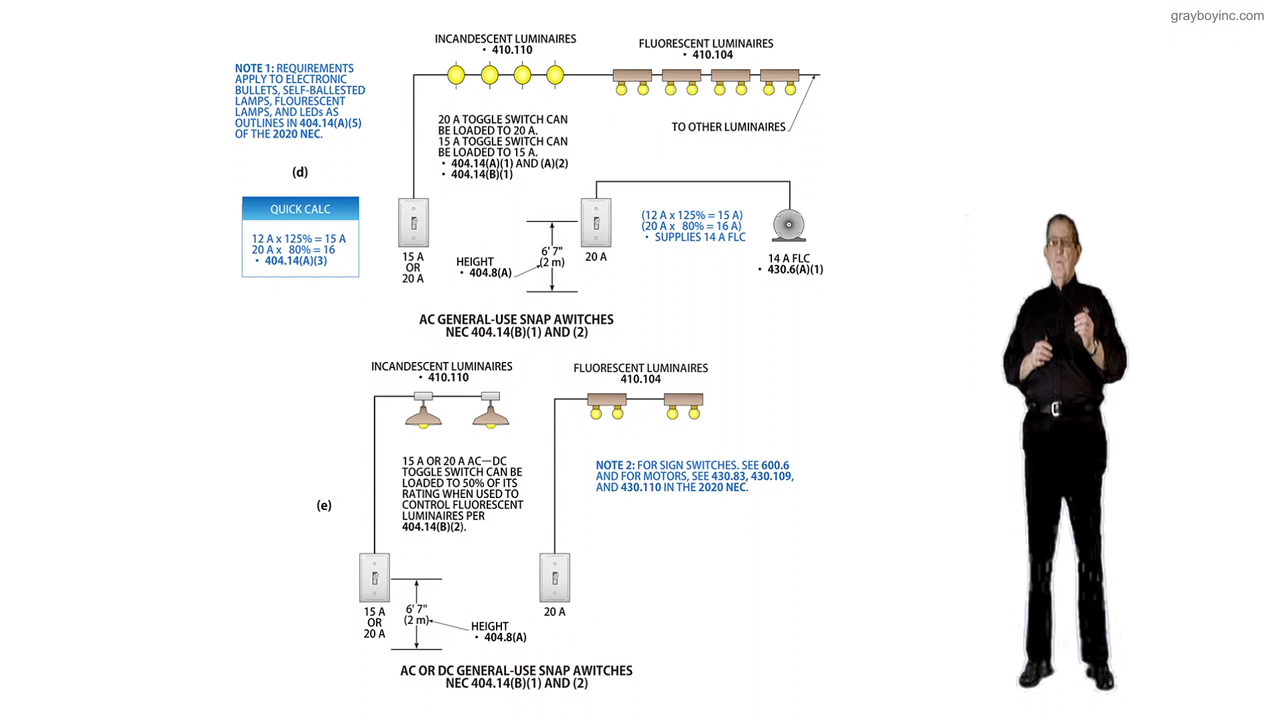 grayboyinc.com
INCANDESCENT LUMINAIRES
• 410.110
FLUORESCENT LUMINAIRES
• 410.104
NOTE 1: REQUIREMENTS
APPLY TO ELECTRONIC
BULLETS, SELF-BALLESTED
LAMPS, FLOURESCENT
LAMPS, AND LEDs AS
OUTLINES IN 404.14(A)(5)
OF THE 2020 NEC.
20 A TOGGLE SWITCH CAN
BE LOADED TO 20 A.
15 A TOGGLE SWITCH CAN
BE LOADED TO 15 A.
• 404.14(A)(1) AND (A)(2)
• 404.14(B)(1)
TO OTHER LUMINAIRES
(d)
QUICK CALC
12 A x 125% = 15 A
20 A x 80% = 16
• 404.14(A)(3)
15 A
OR
20 A
HEIGHT
• 404.8(A)
6' 7"
(2 m)
20 A
(12 A x 125% = 15 A)
(20 A x 80% = 16 A)
• SUPPLIES 14 A FLC
14 A FLC
• 430.6(A)(1)
AC GENERAL-USE SNAP AWITCHES
NEC 404.14(B)(1) AND (2)
INCANDESCENT LUMINAIRES
• 410.110
FLUORESCENT LUMINAIRES
410.104
15 A OR 20 A AC—DC
TOGGLE SWITCH CAN BE
LOADED TO 50% OF ITS
RATING WHEN USED TO
CONTROL FLUORESCENT
LUMINAIRES PER
404.14(B)(2).
NOTE 2: FOR SIGN SWITCHES. SEE 600.6
AND FOR MOTORS, SEE 430.83, 430.109,
AND 430.110 IN THE 2020 NEC.
(e)
15 A
OR
20 A
6' 7"
(2 m)
HEIGHT
• 404.8(A)
20 A
AC OR DC GENERAL-USE SNAP AWITCHES
NEC 404.14(B)(1) AND (2)